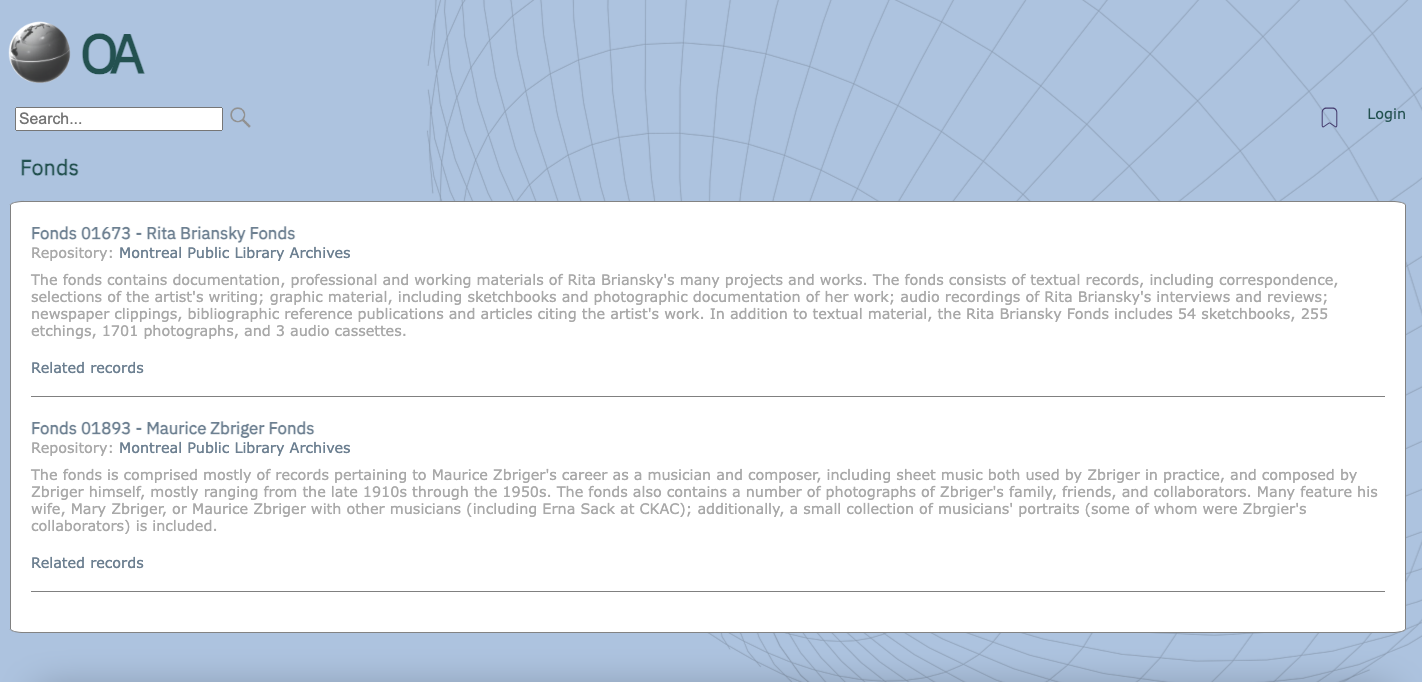 OA
Search...
Login
Fonds
Fonds 01673 - Rita Briansky Fonds
Repository: Montreal Public Library Archives
The fonds contains documentation, professional and working materials of Rita Briansky's many projects and works. The fonds consists of textual records, including correspondence,
selections of the artist's writing; graphic material, including sketchbooks and photographic documentation of her work; audio recordings of Rita Briansky's interviews and reviews;
newspaper clippings, bibliographic reference publications and articles citing the artist's work. In addition to textual material, the Rita Briansky Fonds includes 54 sketchbooks, 255
etchings, 1701 photographs, and 3 audio cassettes.
Related records
Fonds 01893 - Maurice Zbriger Fonds
Repository: Montreal Public Library Archives
The fonds is comprised mostly of records pertaining to Maurice Zbriger's career as a musician and composer, including sheet music both used by Zbriger in practice, and composed by
Zbriger himself, mostly ranging from the late 1910s through the 1950s. The fonds also contains a number of photographs of Zbriger's family, friends, and collaborators. Many feature his
wife, Mary Zbriger, or Maurice Zbriger with other musicians (including Erna Sack at CKAC); additionally, a small collection of musicians' portraits (some of whom were Zbrgier's
collaborators) is included.
Related records